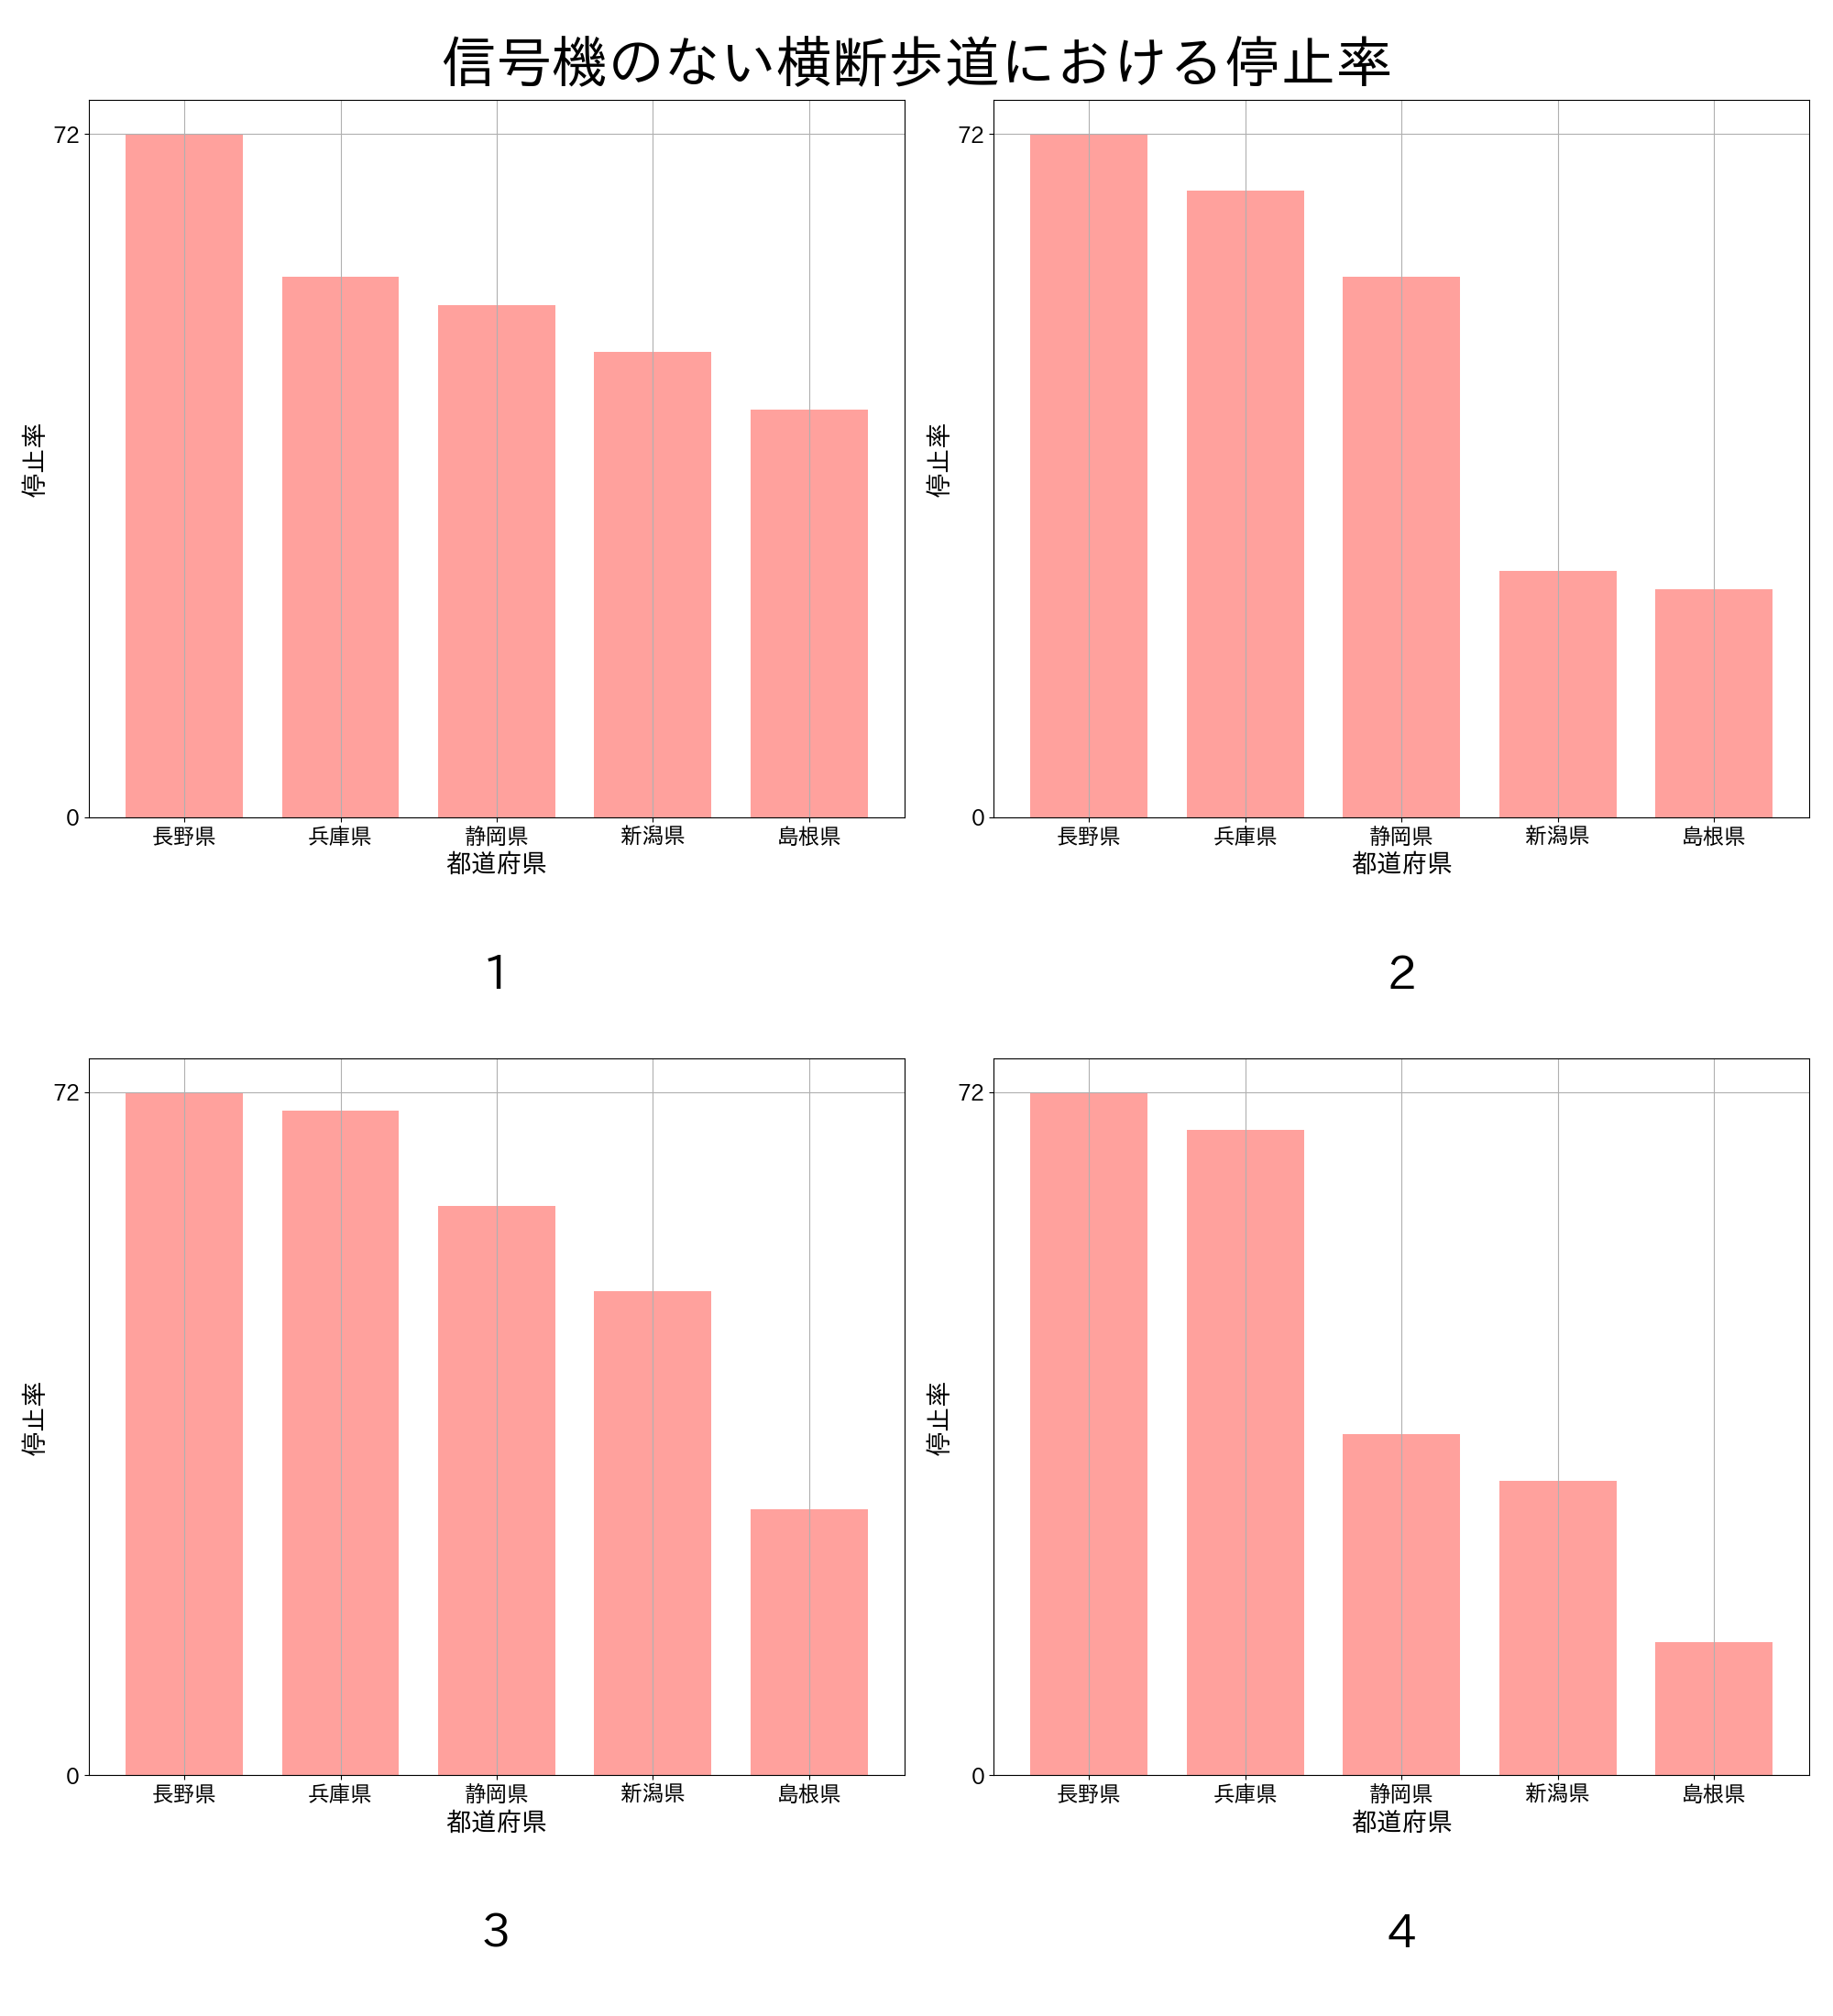 信号機のない横断歩道における停止率
72
0
停止率
長野県 兵庫県 静岡県 新潟県 島根県
都道府県
1
72
0
停止率
長野県 兵庫県 静岡県 新潟県 島根県
都道府県
2
72
0
停止率
長野県 兵庫県 静岡県 新潟県 島根県
都道府県
3
72
0
停止率
長野県 兵庫県 静岡県 新潟県 島根県
都道府県
4